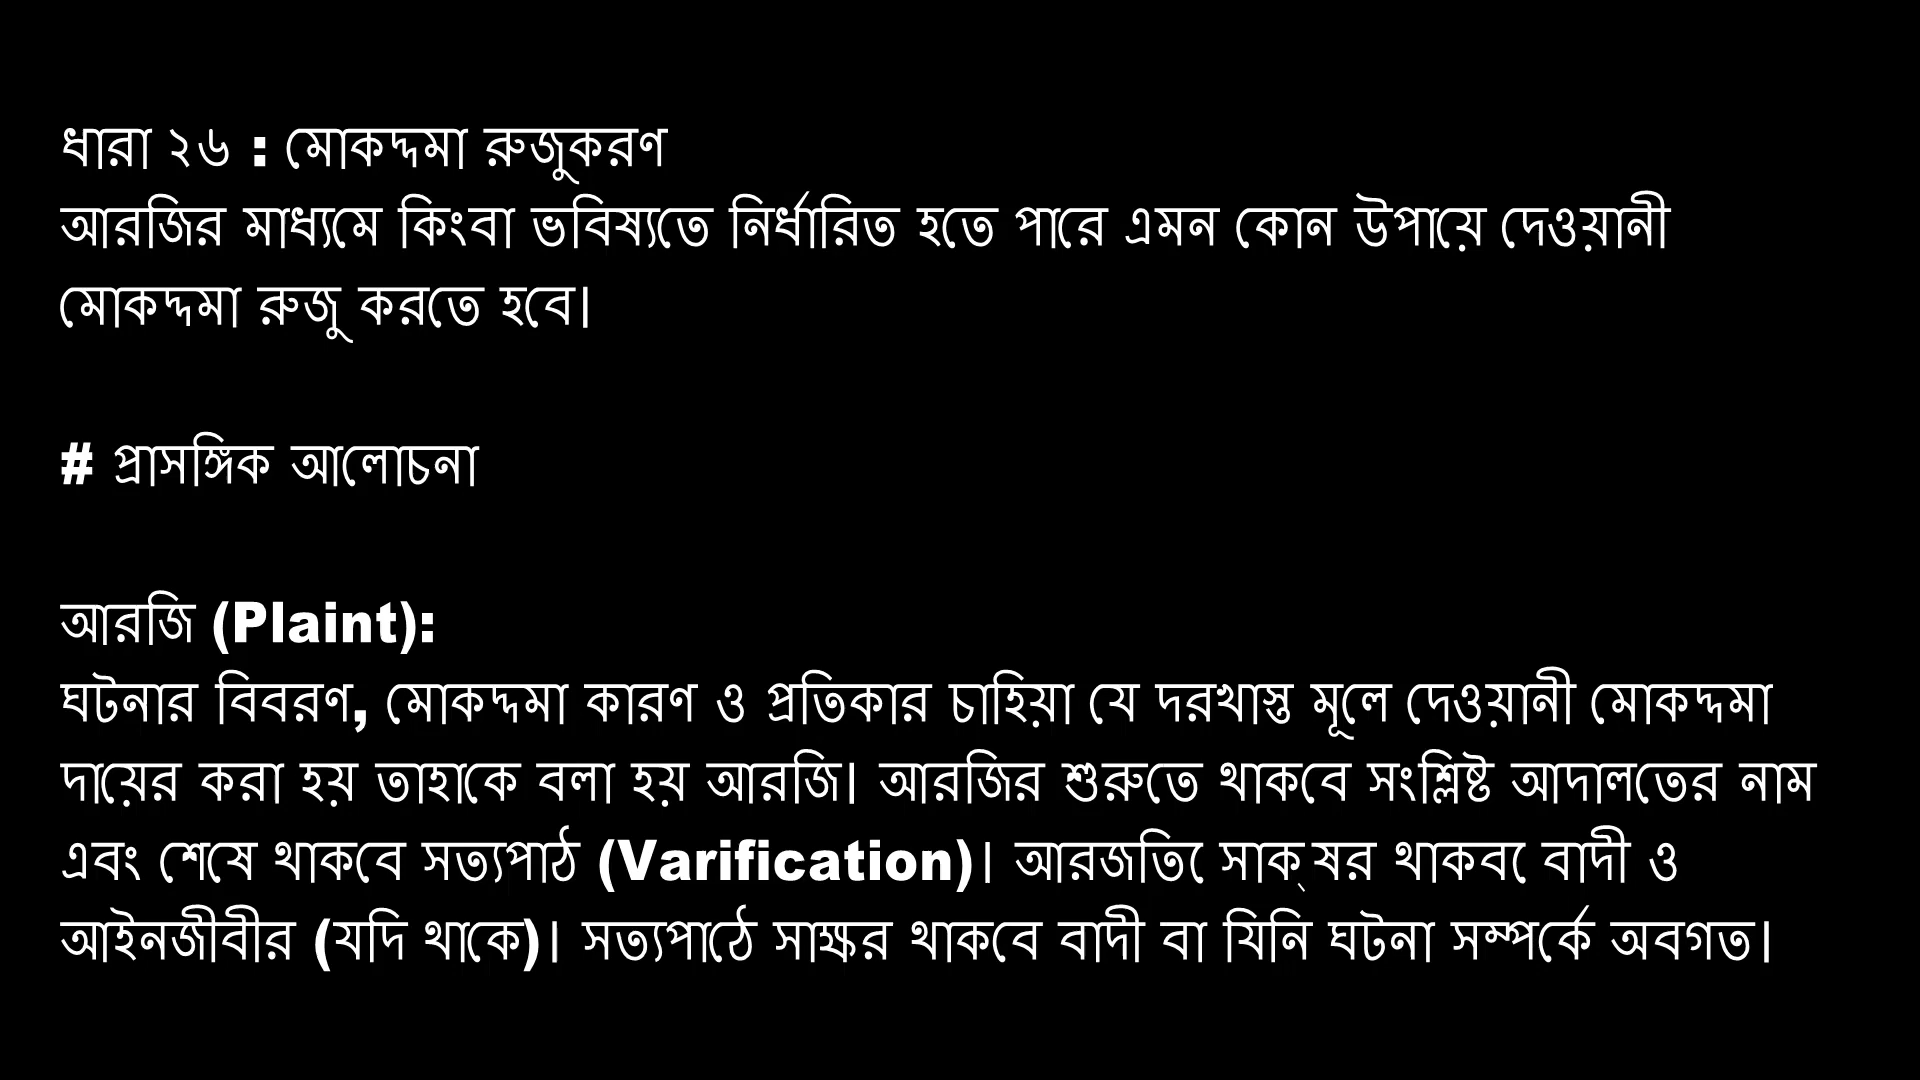 ধারা ২৬ : মোকদ্দমা রুজুকরণ
আরজির মাধ্যমে কিংবা ভবিষ্যতে নির্ধারিত হতে পারে এমন কোন উপায়ে দেওয়ানী
মোকদ্দমা রুজু করতে হবে।
# প্রাসঙ্গিক আলোচনা
আরজি (Plaint):
ঘটনার বিবরণ, মোকদ্দমা কারণ ও প্রতিকার চাহিয়া যে দরখাস্ত মূলে দেওয়ানী মোকদ্দমা
দায়ের করা হয় তাহাকে বলা হয় আরজি। আরজির শুরুতে থাকবে সংশ্লিষ্ট আদালতের নাম
এবং শেষে থাকবে সত্যপাঠ (Varification)। আরজতিে সাক্ষর থাকবে বাদী ও
আইনজীবীর (যদি থাকে)। সত্যপাঠে সাক্ষর থাকবে বাদী বা যিনি ঘটনা সম্পর্কে অবগত।